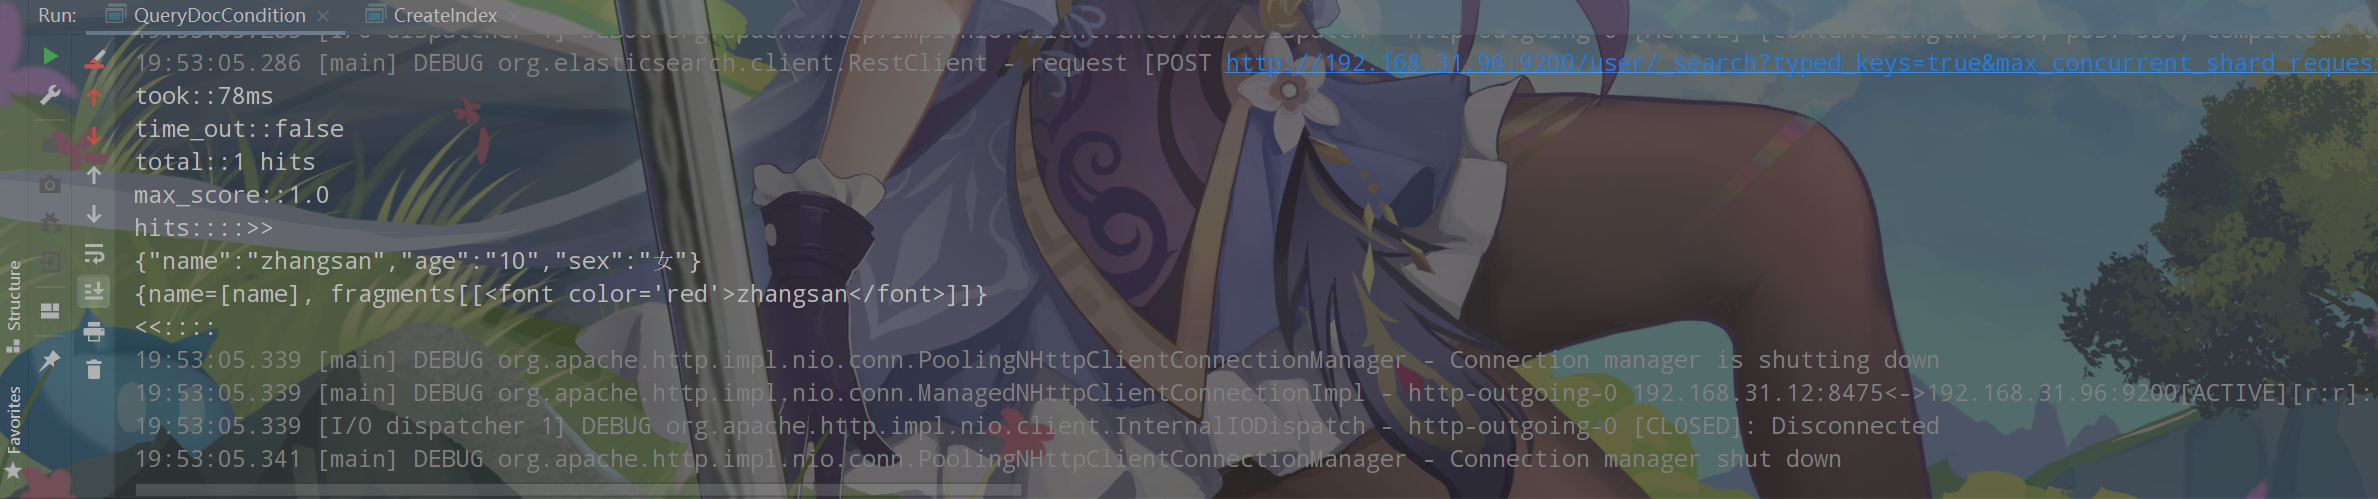 Run:
QueryDocCondition
CreateIndex
19:53:05.286 [main] DEBUG org.elasticsearch.client.RestClient - request [POST http://192.168.31.96:9200/user/_search?typed_keys=true&max_concurrent_shard_reques
took::78ms
time_out::false
total::1 hits
max_score::1.0
hits::::>>
{"name":"zhangsan","age":"10","sex":"女"}
{name=[name], fragments[[<font color='red'>zhangsan</font>]]}
<<::::
19:53:05.339 [main] DEBUG org.apache.http.impl.nio.conn.PoolingNHttpClientConnectionManager - Connection manager is shutting down
19:53:05.339 [main] DEBUG org.apache.http.impl.nio.conn.ManagedNHttpClientConnectionImpl - http-outgoing-0 192.168.31.12:8475<->192.168.31.96:9200[ACTIVE][r:r]:
19:53:05.339 [I/O dispatcher 1] DEBUG org.apache.http.impl.nio.client.InternalIODispatch - http-outgoing-0 [CLOSED]: Disconnected
19:53:05.341 [main] DEBUG org.apache.http.impl.nio.conn.PoolingNHttpClientConnectionManager - Connection manager shut down
Structure
Favorites